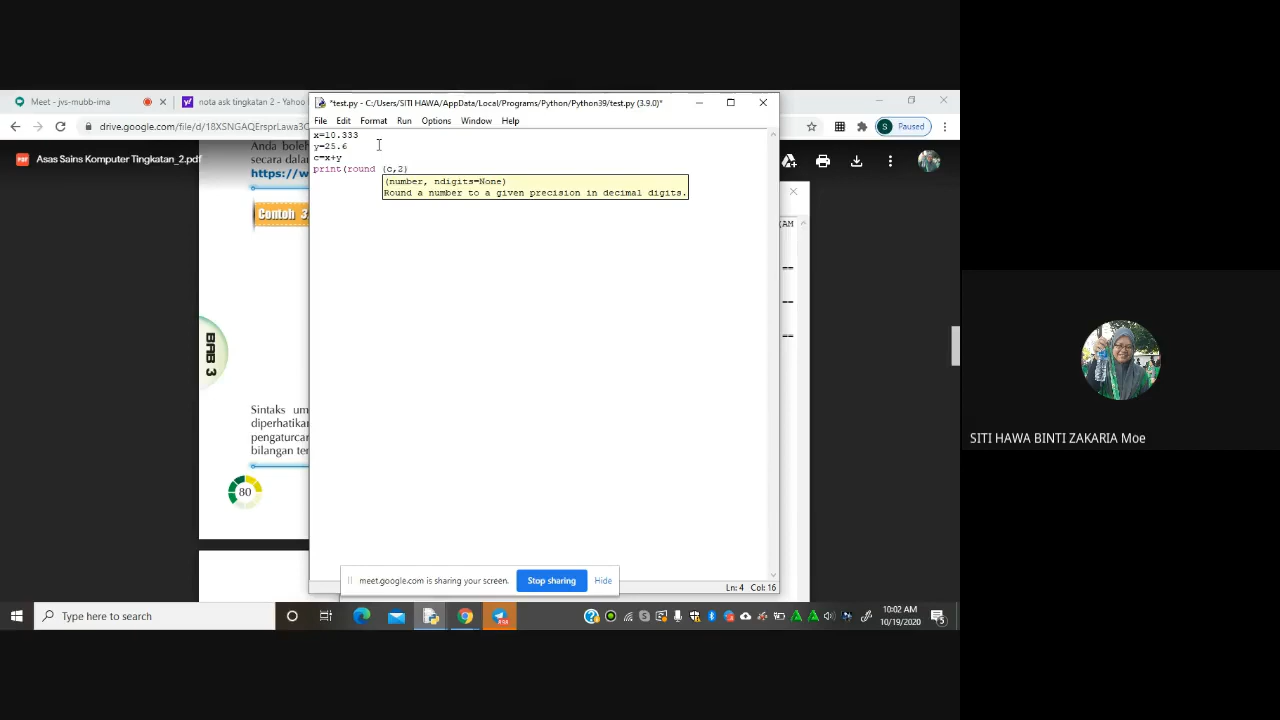 Meet - jvs-mubb-ima
nota ask tingkatan 2 - Yahoo
drive.google.com/file/d/18XSNGAQErsprLawa3C
Paused
S
Asas Sains Komputer Tingkatan_2.pdf
*test.py - C:/Users/SITI HAWA/AppData/Local/Programs/Python/Python39/test.py (3.9.0)*
File Edit Format Run Options Window Help
x=10.333
y=25.6
c=x+y
print(round (c,2)
(number, ndigits=None)
Round a number to a given precision in decimal digits.
Anda boleh
secara dalan
https://w
Contoh 3
(AM
==
==
==
BAB 3
Sintaks um
diperhatika
pengaturcar
bilangan ter
80
SITI HAWA BINTI ZAKARIA Moe
meet.google.com is sharing your screen.
Stop sharing
Hide
Ln: 4 Col: 16
Type here to search
10:02 AM
10/19/2020
5